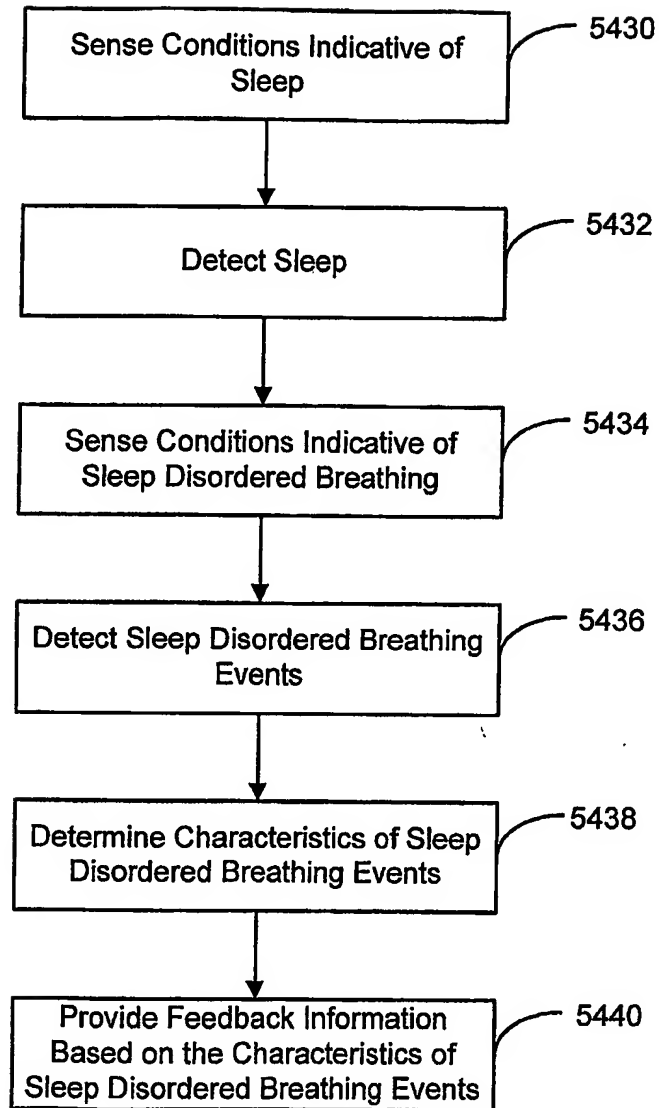 Sense Conditions Indicative of
Sleep
5430
Detect Sleep
5432
Sense Conditions Indicative of
Sleep Disordered Breathing
5434
Detect Sleep Disordered Breathing
Events
5436
Determine Characteristics of Sleep
Disordered Breathing Events
5438
Provide Feedback Information
Based on the Characteristics of
Sleep Disordered Breathing Events
5440